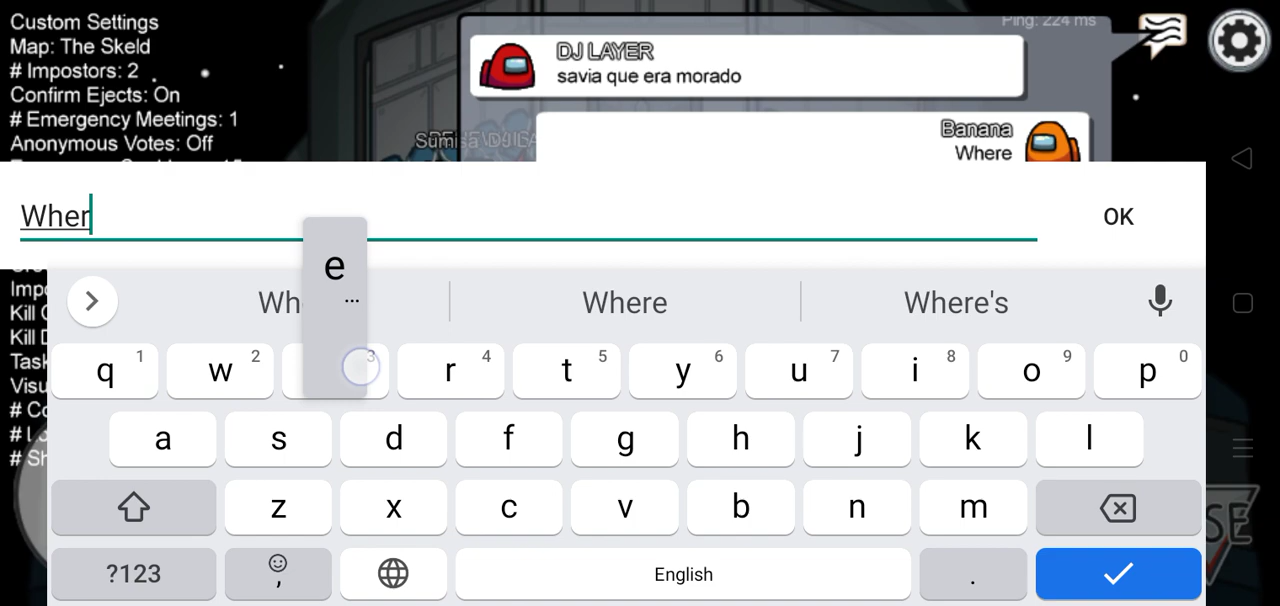 Custom Settings
Map: The Skeld
# Impostors: 2
Confirm Ejects: On
# Emergency Meetings: 1
Anonymous Votes: Off
Ping: 224 ms
DJ LAYER
savia que era morado
Banana
Where
Wher
OK
e
...
Where
Where's
q 1 w 2 3 r 4 t 5 y 6 u 7 i 8 o 9 p 0
a s d f g h j k l
z x c v b n m
?123 , English .
Kill
Kill